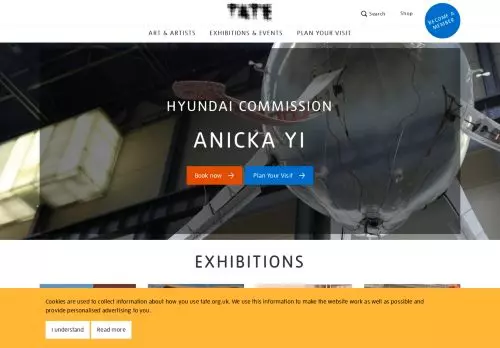 TATE
Search
Shop
BECOME A
MEMBER
ART & ARTISTS
EXHIBITIONS & EVENTS
PLAN YOUR VISIT
HYUNDAI COMMISSION
ANICKA YI
Book now
Plan Your Visit
EXHIBITIONS
Cookies are used to collect information about how you use tate.org.uk. We use this information to make the website work as well as possible and
provide personalised advertising to you.
I understand
Read more